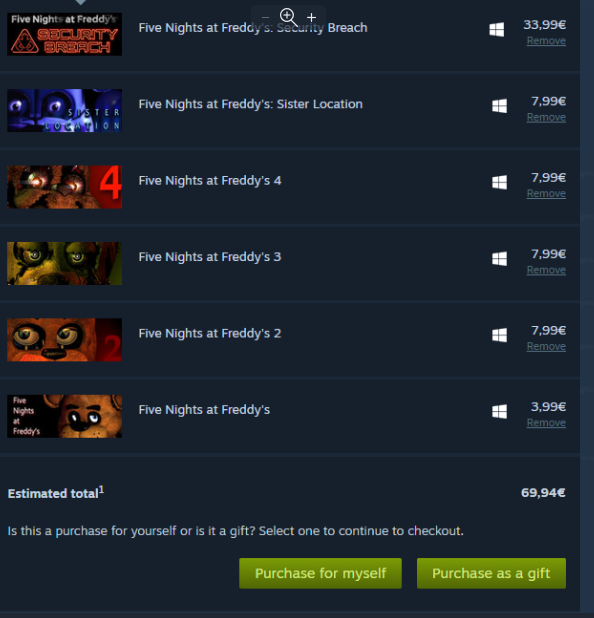 Five Nights at Freddy's
SECURITY
BREACH
Five Nights at Freddy's: Security Breach
33,99€
Remove
SISTER
LOCATION
Five Nights at Freddy's: Sister Location
7,99€
Remove
4
Five Nights at Freddy's 4
7,99€
Remove
Five Nights at Freddy's 3
7,99€
Remove
2
Five Nights at Freddy's 2
7,99€
Remove
Five
Nights
at
Freddy's
Five Nights at Freddy's
3,99€
Remove
Estimated total1
69,94€
Is this a purchase for yourself or is it a gift? Select one to continue to checkout.
Purchase for myself
Purchase as a gift